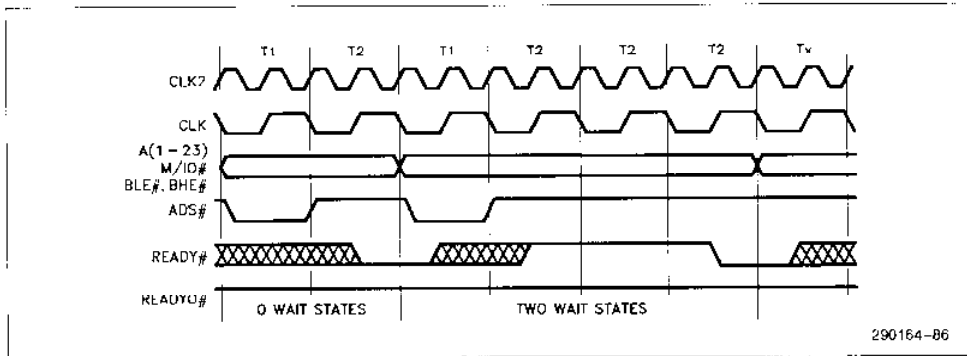 T1 T2 T1 T2 T2 T2 Tx
CLK2
CLK
A(1-23)
M/IO#
BLE#, BHE#
ADS#
READY#
READYO#
0 WAIT STATES TWO WAIT STATES
290164-86